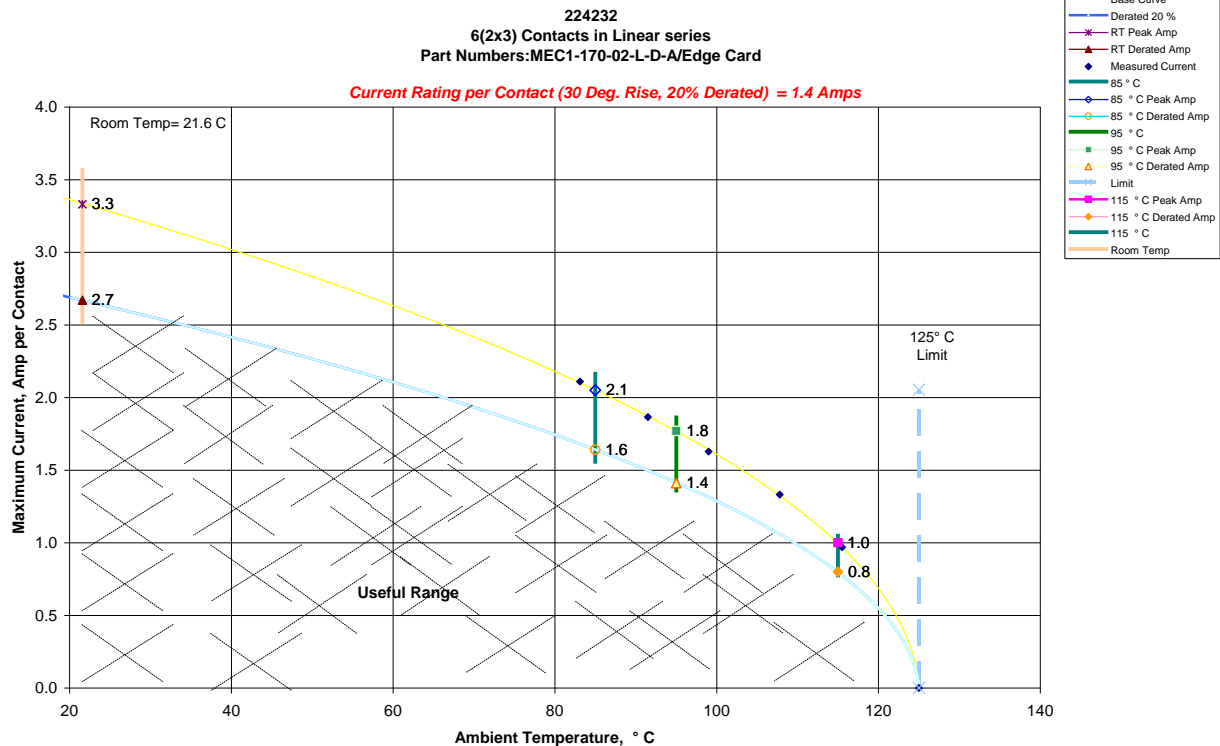 224232
6(2x3) Contacts in Linear series
Part Numbers:MEC1-170-02-L-D-A/Edge Card
Current Rating per Contact (30 Deg. Rise, 20% Derated) = 1.4 Amps
Base Curve
Derated 20 %
RT Peak Amp
RT Derated Amp
Measured Current
85 ° C
85 ° C Peak Amp
85 ° C Derated Amp
95 ° C
95 ° C Peak Amp
95 ° C Derated Amp
Limit
115 ° C Peak Amp
115 ° C Derated Amp
115 ° C
Room Temp
Room Temp= 21.6 C
Maximum Current, Amp per Contact
4.0
3.5
3.0
2.5
2.0
1.5
1.0
0.5
0.0
3.3
2.7
2.1
1.6
1.8
1.4
1.0
0.8
125° C
Limit
Useful Range
20
40
60
80
100
120
140
Ambient Temperature, ° C